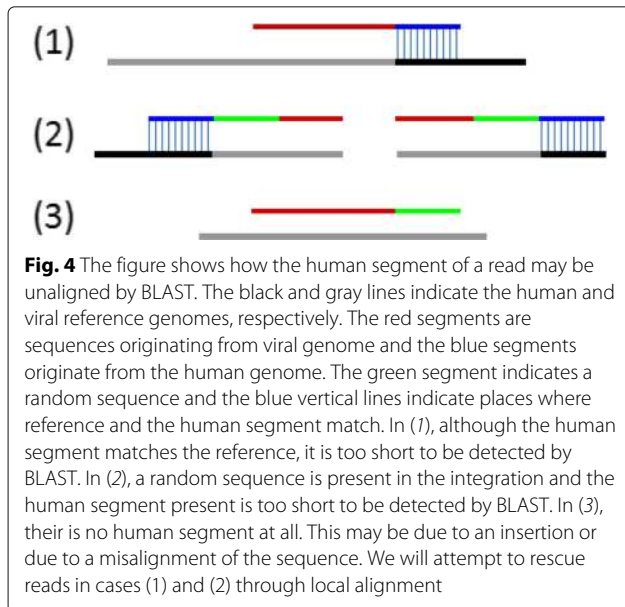 (1)
(2)
(3)
Fig. 4 The figure shows how the human segment of a read may be
unaligned by BLAST. The black and gray lines indicate the human and
viral reference genomes, respectively. The red segments are
sequences originating from viral genome and the blue segments
originate from the human genome. The green segment indicates a
random sequence and the blue vertical lines indicate places where
reference and the human segment match. In (1), although the human
segment matches the reference, it is too short to be detected by
BLAST. In (2), a random sequence is present in the integration and the
human segment present is too short to be detected by BLAST. In (3),
their is no human segment at all. This may be due to an insertion or
due to a misalignment of the sequence. We will attempt to rescue
reads in cases (1) and (2) through local alignment